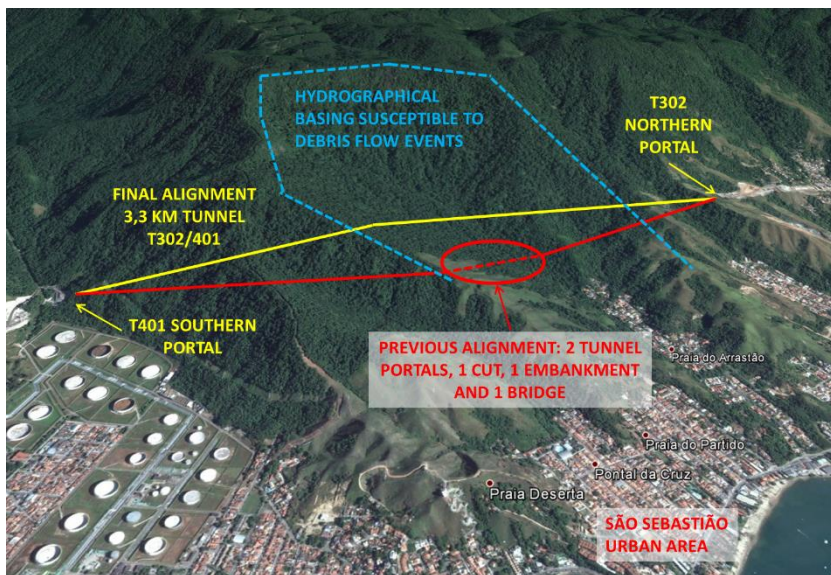 HYDROGRAPHICAL
BASING SUSCEPTIBLE TO
DEBRIS FLOW EVENTS
T302
NORTHERN
PORTAL
FINAL ALIGNMENT
3,3 KM TUNNEL
T302/401
T401 SOUTHERN
PORTAL
PREVIOUS ALIGNMENT: 2 TUNNEL
PORTALS, 1 CUT, 1 EMBANKMENT
AND 1 BRIDGE
Praia do Arrastão
Praia do Partido
Pontal da Cruz
Praia Deserta
SÃO SEBASTIÃO
URBAN AREA